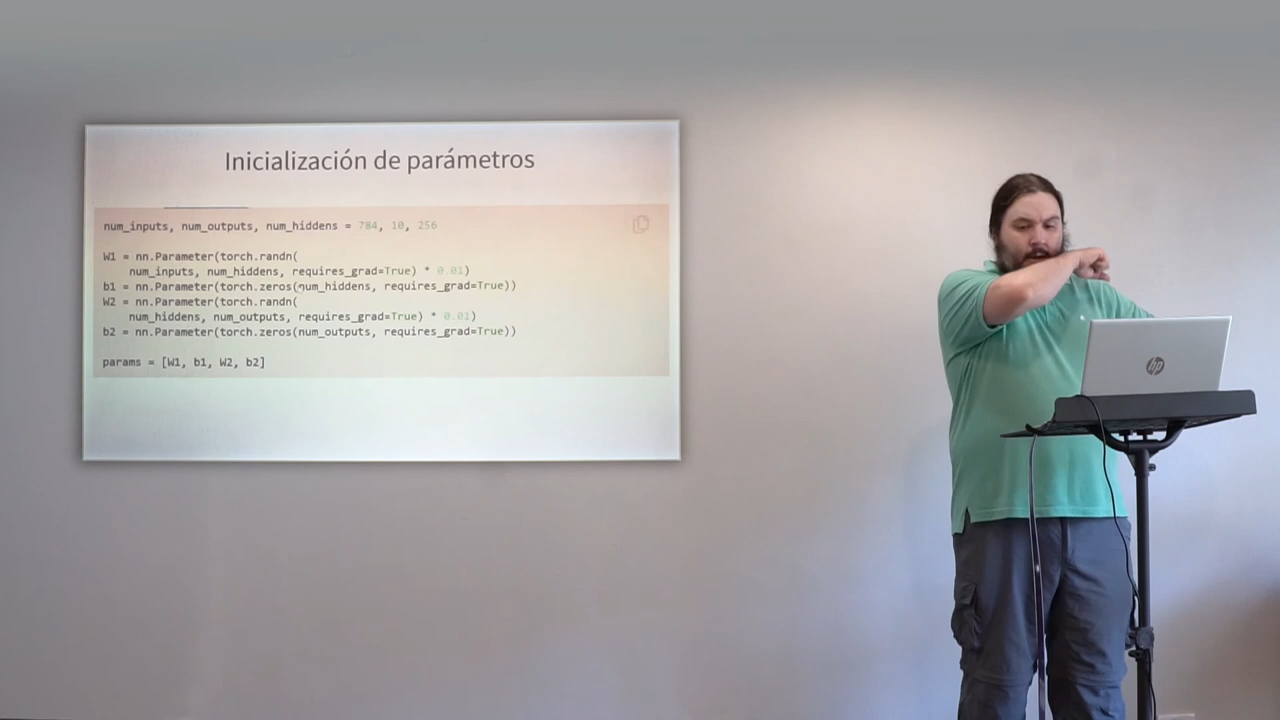 Inicialización de parámetros
num_inputs, num_outputs, num_hiddens = 784, 10, 256
W1 = nn.Parameter(torch.randn(
num_inputs, num_hiddens, requires_grad=True) * 0.01)
b1 = nn.Parameter(torch.zeros(num_hiddens, requires_grad=True))
W2 = nn.Parameter(torch.randn(
num_hiddens, num_outputs, requires_grad=True) * 0.01)
b2 = nn.Parameter(torch.zeros(num_outputs, requires_grad=True))
params = [W1, b1, W2, b2]
hp